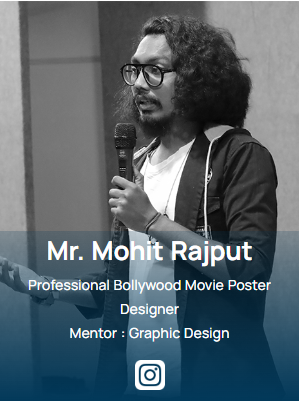 Mr. Mohit Rajput
Professional Bollywood Movie Poster
Designer
Mentor : Graphic Design